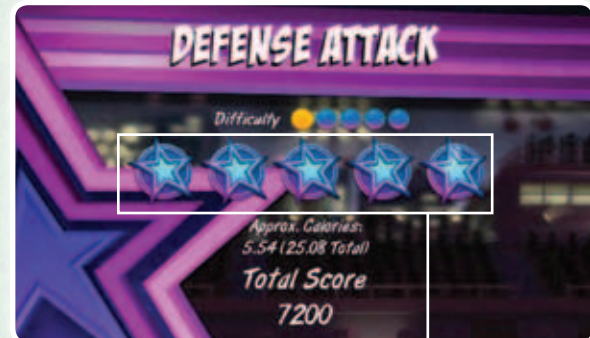 DEFENSE ATTACK
Difficulty
Approx. Calories:
5.54 (25.08 Total)
Total Score
7200